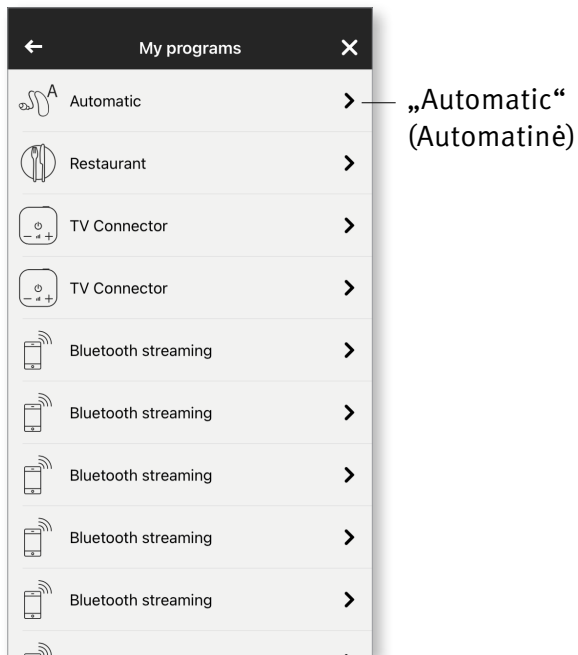 My programs
A
Automatic
„Automatic“
(Automatinė)
Restaurant
TV Connector
TV Connector
Bluetooth streaming
Bluetooth streaming
Bluetooth streaming
Bluetooth streaming
Bluetooth streaming